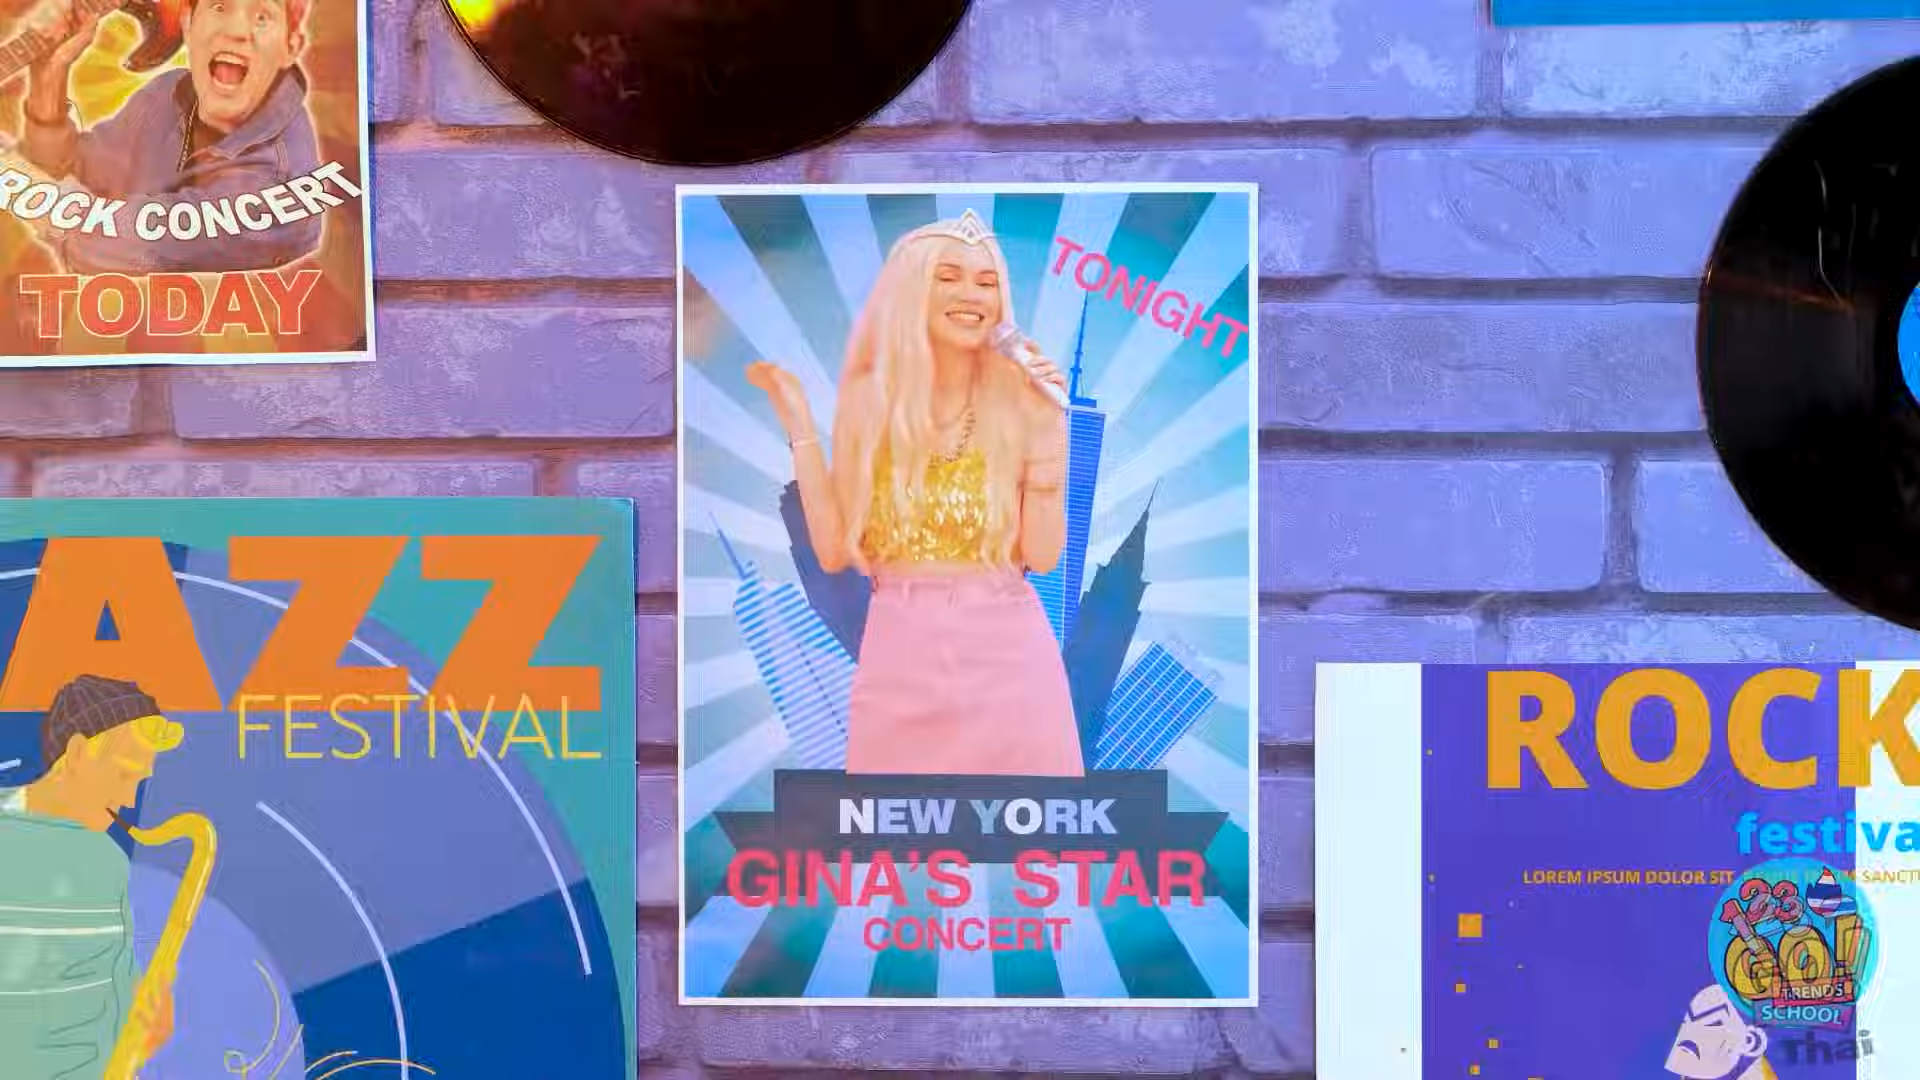 ROCK CONCERT
TODAY
TONIGHT
AZZ
FESTIVAL
NEW YORK
GINA'S STAR
CONCERT
ROCK
festiva
LOREM IPSUM DOLOR SIT
SANCT
123 GO!
TRENDS
SCHOOL
Thai